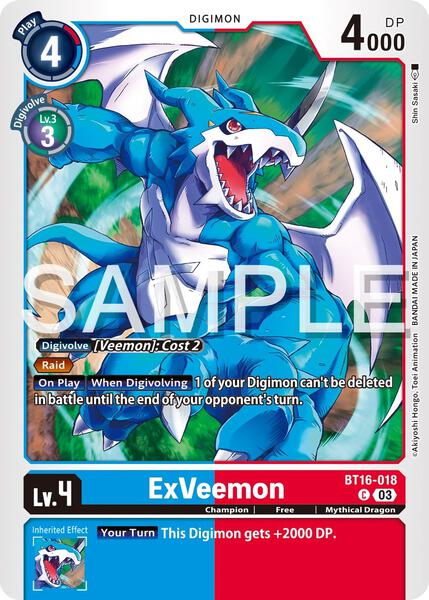 Play
4
DIGIMON
DP
4000
Digivolve
Lv.3
3
Shin Sasaki
©Akiyoshi Hongo, Toei Animation BANDAI MADE IN JAPAN
SAMPLE
Digivolve [Veemon]: Cost 2
Raid
On Play When Digivolving 1 of your Digimon can't be deleted
in battle until the end of your opponent's turn.
Lv.4
ExVeemon
BT16-018
C 03
Champion Free Mythical Dragon
Inherited Effect
Your Turn This Digimon gets +2000 DP.